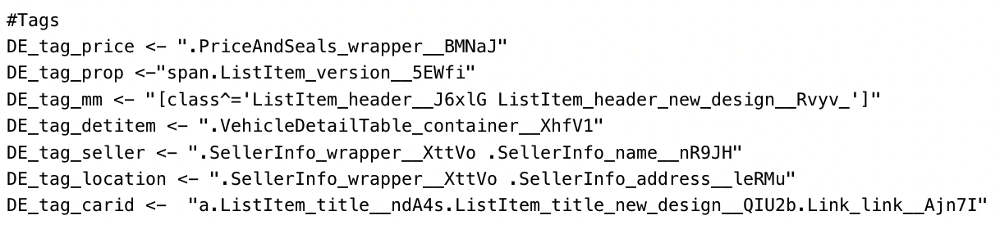 #Tags
DE_tag_price <- ".PriceAndSeals_wrapper__BMNaJ"
DE_tag_prop <-"span.ListItem_version__5EWfi"
DE_tag_mm <- "[class^='ListItem_header__J6xlG ListItem_header_new_design__Rvyv_']"
DE_tag_detitem <- ".VehicleDetailTable_container__XhfV1"
DE_tag_seller <- ".SellerInfo_wrapper__XttVo .SellerInfo_name__nR9JH"
DE_tag_location <- ".SellerInfo_wrapper__XttVo .SellerInfo_address__leRMu"
DE_tag_carid <-  "a.ListItem_title__ndA4s.ListItem_title_new_design__QIU2b.Link_link__Ajn7I"